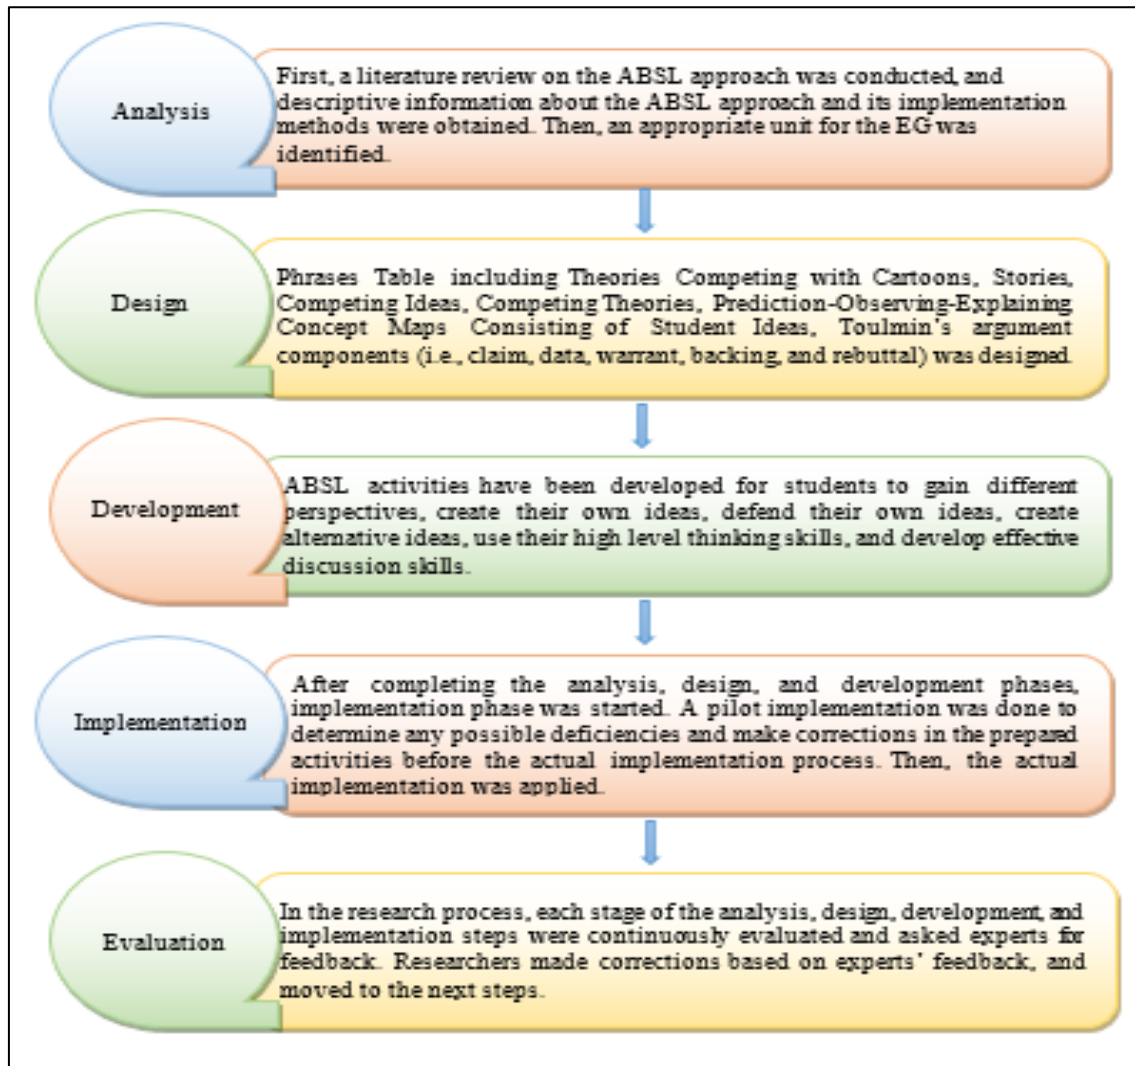 Analysis
First, a literature review on the ABSL approach was conducted, and
descriptive information about the ABSL approach and its implementation
methods were obtained. Then, an appropriate unit for the EG was
identified.
Design
Phrases Table including Theories Competing with Cartoons, Stories,
Competing Ideas, Competing Theories, Prediction-Observing-Explaining
Concept Maps Consisting of Student Ideas, Toulmin's argument
components (i.e., claim, data, warrant, backing, and rebuttal) was designed.
Development
ABSL activities have been developed for students to gain different
perspectives, create their own ideas, defend their own ideas, create
alternative ideas, use their high level thinking skills, and develop effective
discussion skills.
Implementation
After completing the analysis, design, and development phases,
implementation phase was started. A pilot implementation was done to
determine any possible deficiencies and make corrections in the prepared
activities before the actual implementation process. Then, the actual
implementation was applied.
Evaluation
In the research process, each stage of the analysis, design, development, and
implementation steps were continuously evaluated and asked experts for
feedback. Researchers made corrections based on experts' feedback, and
moved to the next steps.